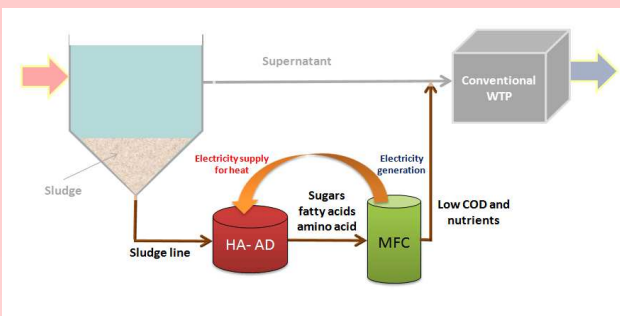 Supernatant
Conventional
WTP
Sludge
Electricity supply
for heat
Electricity
generation
Sugars
fatty acids
amino acid
Low COD and
nutrients
Sludge line
HA- AD
MFC